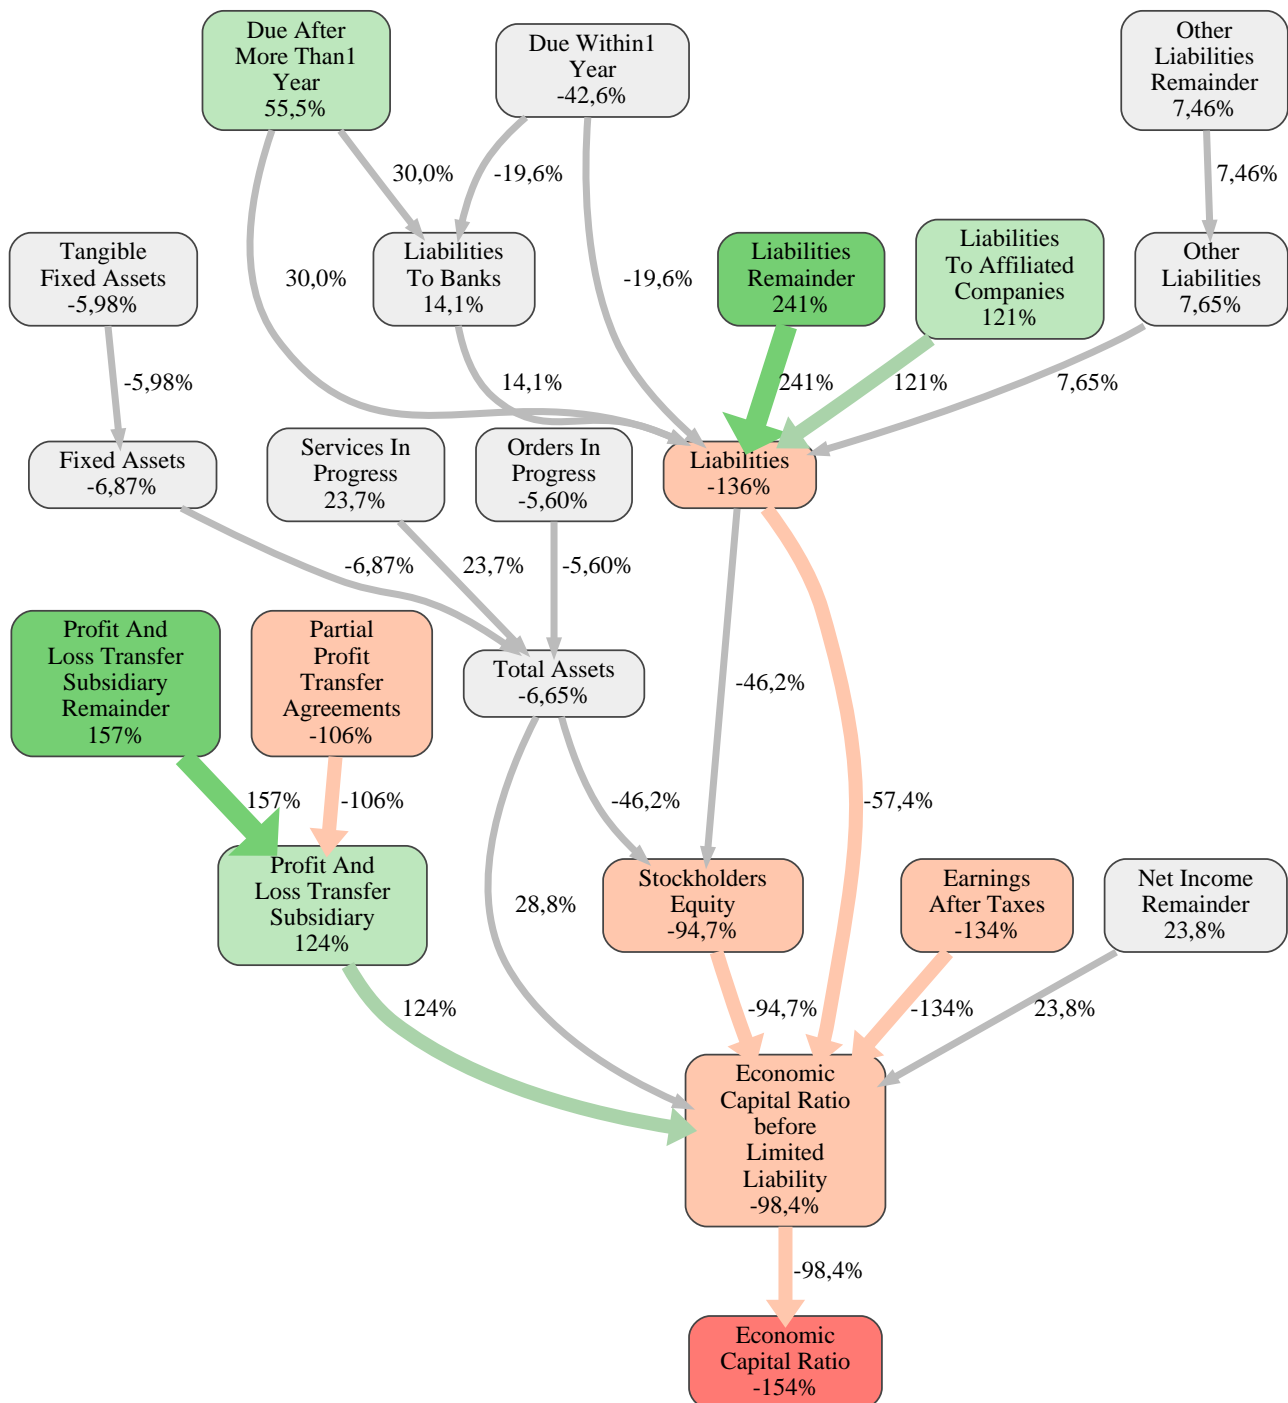 Due After
More Than1
Year
55,5%
Due Within1
Year
-42,6%
Other
Liabilities
Remainder
7,46%
30,0%
-19,6%
7,46%
Tangible
Fixed Assets
-5,98%
Liabilities
To Banks
14,1%
Liabilities
Remainder
241%
Liabilities
To Affiliated
Companies
121%
Other
Liabilities
7,65%
30,0%
-19,6%
-5,98%
14,1%
241%
121%
7,65%
Fixed Assets
-6,87%
Services In
Progress
23,7%
Orders In
Progress
-5,60%
Liabilities
-136%
-6,87%
23,7%
-5,60%
Profit And
Loss Transfer
Subsidiary
Remainder
157%
Partial
Profit
Transfer
Agreements
-106%
Total Assets
-6,65%
-46,2%
157%
-106%
-46,2%
-57,4%
Profit And
Loss Transfer
Subsidiary
124%
28,8%
Stockholders
Equity
-94,7%
Earnings
After Taxes
-134%
Net Income
Remainder
23,8%
124%
-94,7%
-134%
23,8%
Economic
Capital Ratio
before
Limited
Liability
-98,4%
-98,4%
Economic
Capital Ratio
-154%